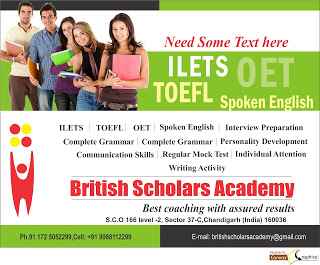 Need Some Text here
ILETS OET
TOEFL Spoken English
ILETS | TOEFL | OET | Spoken English | Interview Preparation
Complete Grammar | Complete Grammar | Personality Development
Communication Skills | Regular Mock Test | Individual Attention
Writing Activity
British Scholars Academy
Best coaching with assured results
S.C.O 166 level -2, Sector 37-C,Chandigarh (India) 160036
Ph.91 172 5052299,Cell: +91 9988112299
E-mail: britishscholarsacademy@gmail.com